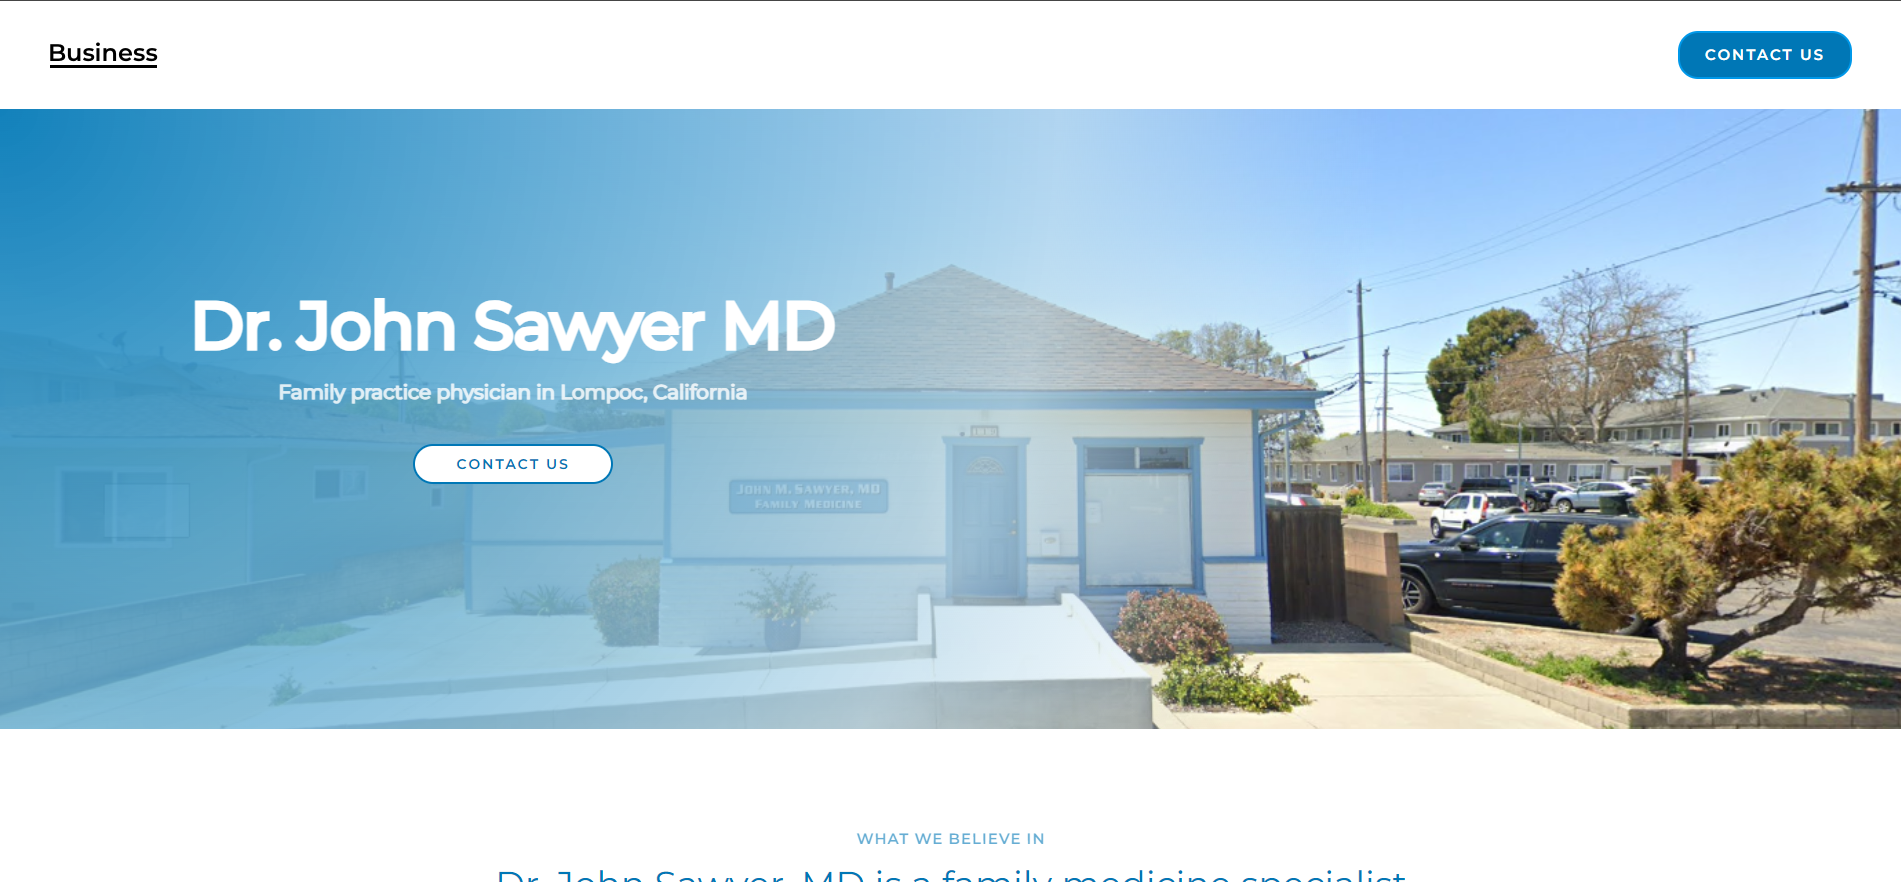 Business
CONTACT US
Dr. John Sawyer MD
Family practice physician in Lompoc, California
CONTACT US
JOHN M. SAWYER, MD
FAMILY MEDICINE
WHAT WE BELIEVE IN
Dr. John Sawyer, MD is a family medicine specialist